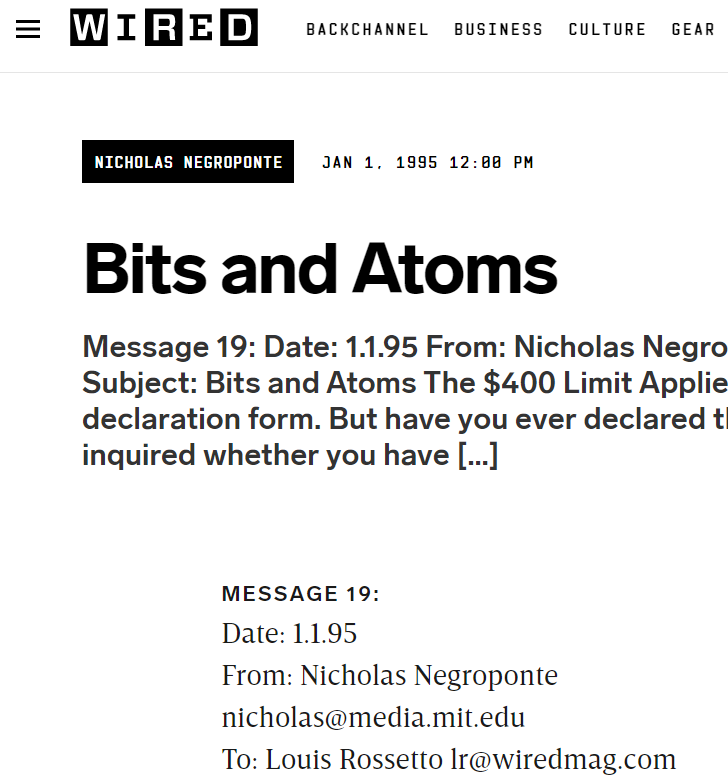 WIRED BACKCHANNEL BUSINESS CULTURE GEAR
NICHOLAS NEGROPONTE JAN 1, 1995 12:00 PM
Bits and Atoms
Message 19: Date: 1.1.95 From: Nicholas Negro
Subject: Bits and Atoms The $400 Limit Applie
declaration form. But have you ever declared t
inquired whether you have [...]
MESSAGE 19:
Date: 1.1.95
From: Nicholas Negroponte
nicholas@media.mit.edu
To: Louis Rossetto lr@wiredmag.com